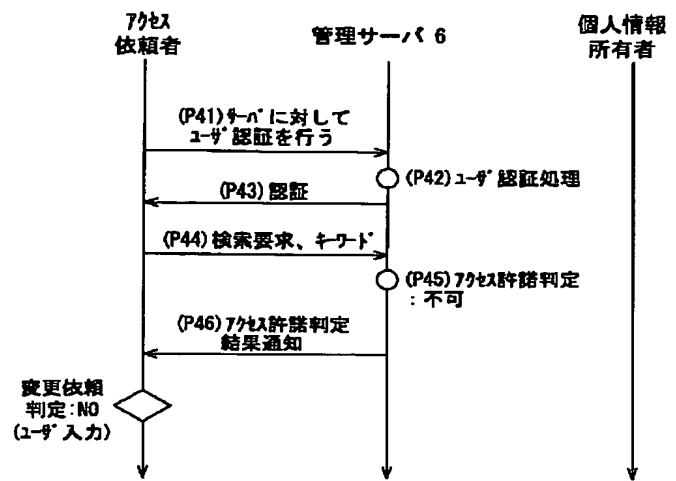 ｱｸｾｽ
依頼者
管理サーバ 6
個人情報
所有者
(P41)ｻｰﾊﾞに対して
ﾕｰｻﾞ認証を行う
(P42)ﾕｰｻﾞ認証処理
(P43)認証
(P44)検索要求、ｷｰﾜｰﾄﾞ
(P45)ｱｸｾｽ許諾判定
:不可
(P46)ｱｸｾｽ許諾判定
結果通知
変更依頼
判定:NO
(ﾕｰｻﾞ入力)